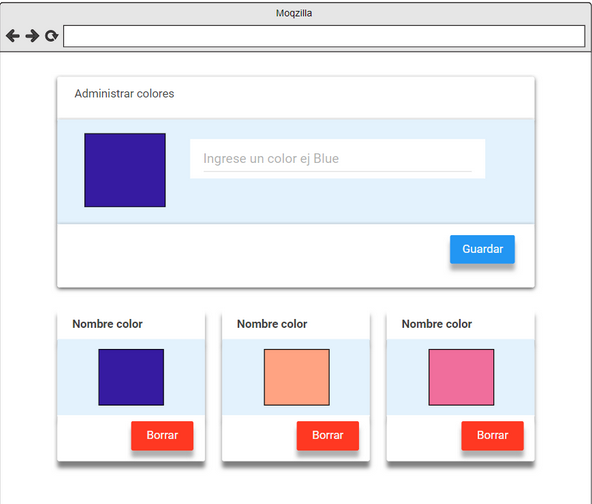 Moqzilla
Administrar colores
Ingrese un color ej Blue
Guardar
Nombre color
Nombre color
Nombre color
Borrar
Borrar
Borrar